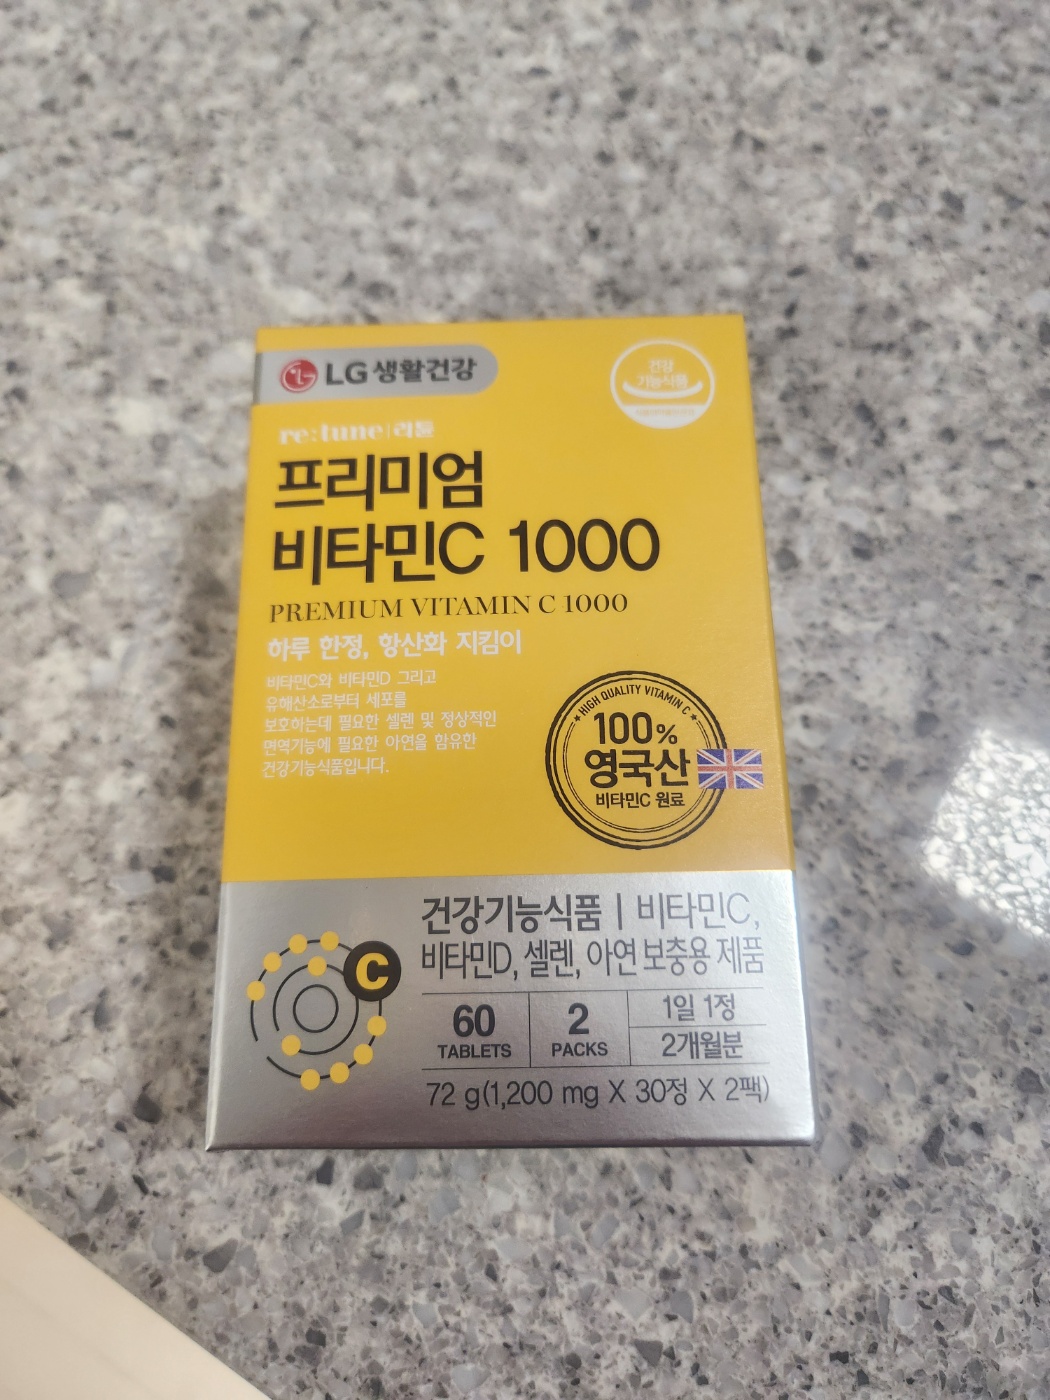 LG 생활건강
건강
기능식품
re:tune | 리튠
프리미엄
비타민C 1000
PREMIUM VITAMIN C 1000
하루 한정, 항산화 지킴이
비타민C와 비타민D 그리고
유해산소로부터 세포를
보호하는데 필요한 셀렌 및 정상적인
면역기능에 필요한 아연을 함유한
건강기능식품입니다.
★ HIGH QUALITY VITAMIN C ★
100%
영국산
비타민C 원료
건강기능식품 | 비타민C,
비타민D, 셀렌, 아연 보충용 제품
C
60
TABLETS
2
PACKS
1일 1정
2개월분
72 g(1,200 mg X 30정 X 2팩)